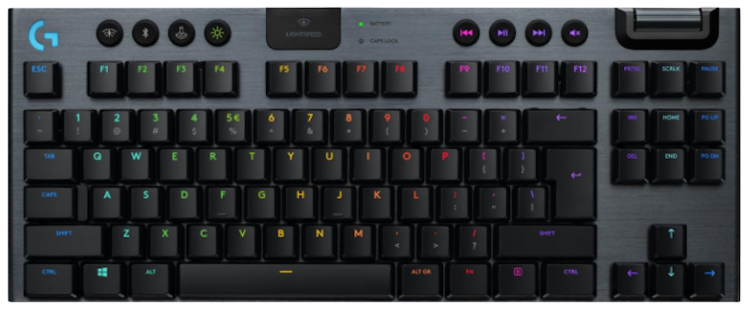 G LIGHTSPEED BATTERY CAPS LOCK
ESC F1 F2 F3 F4 F5 F6 F7 F8 F9 F10 F11 F12 PRTSC SCRLK PAUSE
` 1 2 3 4 5 € 6 7 8 9 0 - = ← INS HOME PG UP
~ ! @ # $ % ^ & * ( ) _ +
TAB Q W E R T Y U I O P [ ] ↵ DEL END PG DN
{ }
CAPS A S D F G H J K L ; ' \
: " |
SHIFT Z X C V B N M , . / SHIFT ↑
< > ?
CTRL ALT — ALT GR FN CTRL ← ↓ →